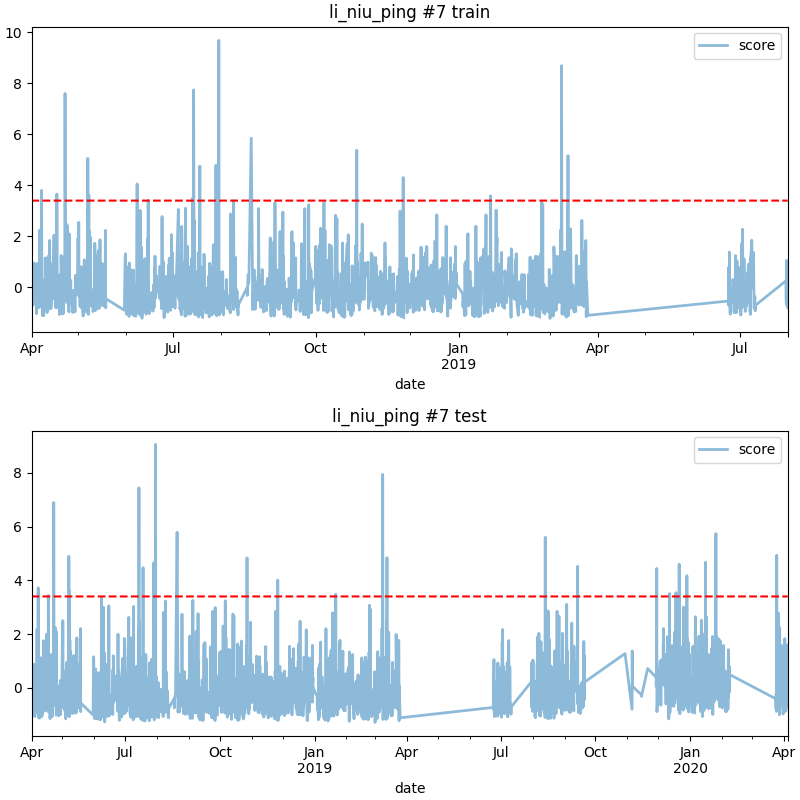 li_niu_ping #7 train
score
10
8
6
4
2
0
Apr Jul Oct Jan Apr Jul
2019
date
li_niu_ping #7 test
score
8
6
4
2
0
Apr Jul Oct Jan Apr Jul Oct Jan Apr
2019 2020
date